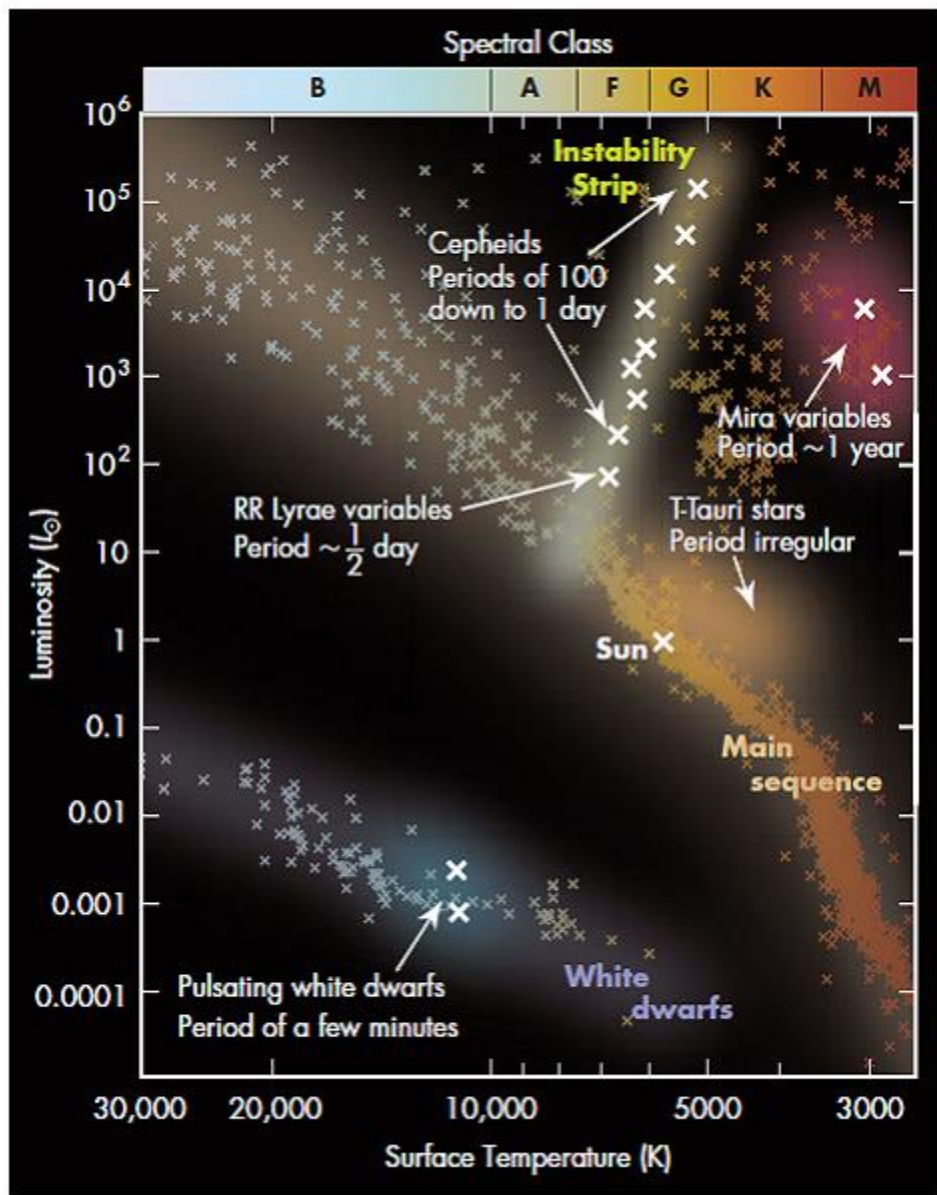 Spectral Class
B A F G K M
10⁶
10⁵
10⁴
10³
10²
10
1
0.1
0.01
0.001
0.0001
Luminosity (L⊙)
Instability
Strip
Cepheids
Periods of 100
down to 1 day
Mira variables
Period ~1 year
RR Lyrae variables
Period ~ 1/2 day
T-Tauri stars
Period irregular
Sun
Main
sequence
Pulsating white dwarfs
Period of a few minutes
White
dwarfs
30,000 20,000 10,000 5000 3000
Surface Temperature (K)